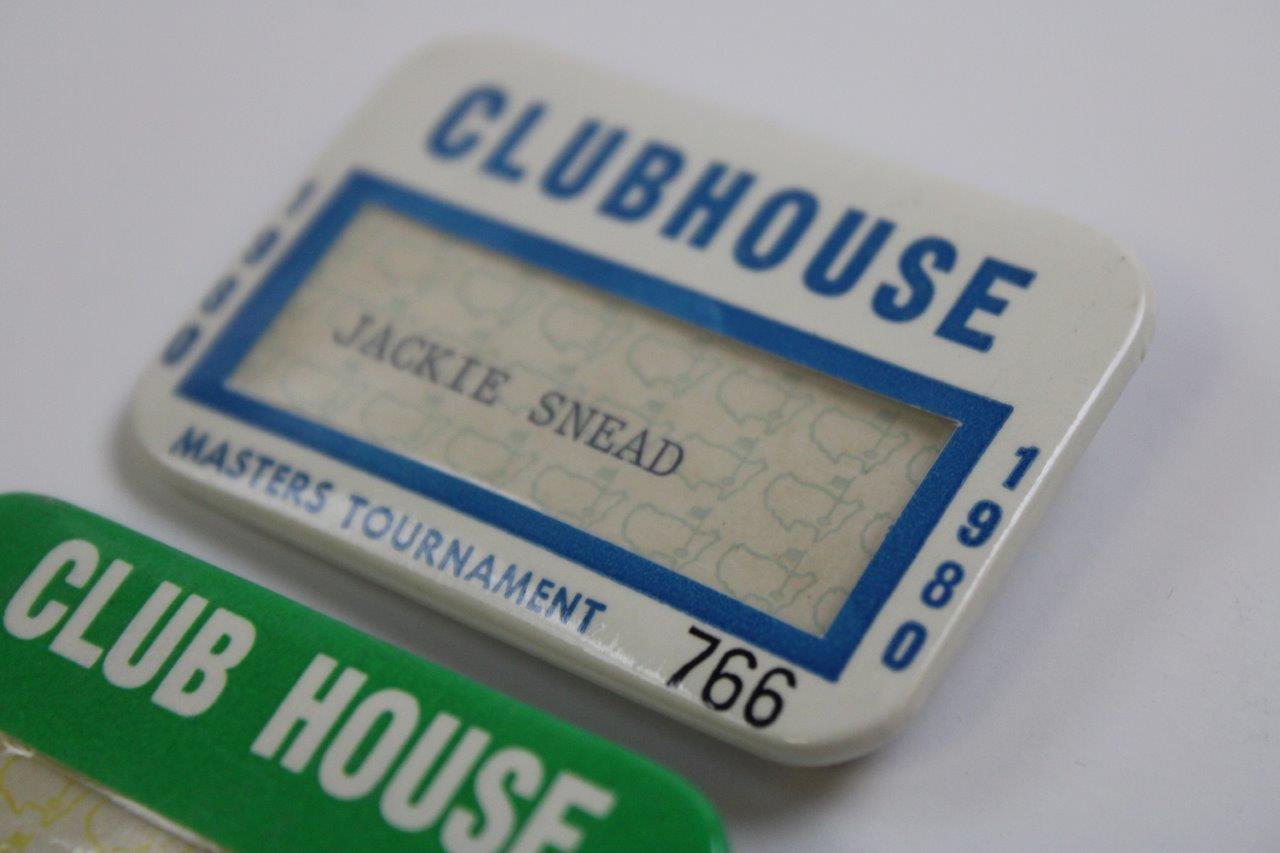 CLUBHOUSE
1980
JACKIE SNEAD
1980
MASTERS TOURNAMENT
766
CLUB HOUSE